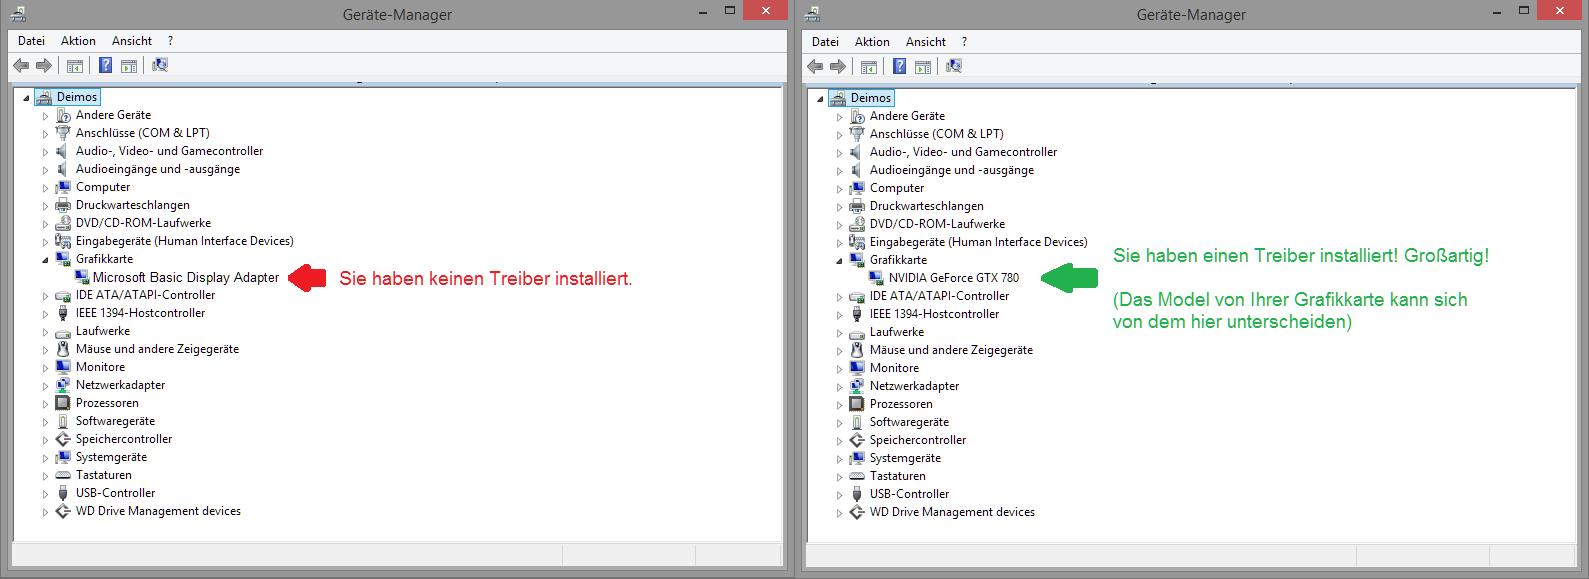 Geräte-Manager
Datei Aktion Ansicht ?
Deimos
Andere Geräte
Anschlüsse (COM & LPT)
Audio-, Video- und Gamecontroller
Audioeingänge und -ausgänge
Computer
Druckwarteschlangen
DVD/CD-ROM-Laufwerke
Eingabegeräte (Human Interface Devices)
Grafikkarte
Microsoft Basic Display Adapter
Sie haben keinen Treiber installiert.
IDE ATA/ATAPI-Controller
IEEE 1394-Hostcontroller
Laufwerke
Mäuse und andere Zeigegeräte
Monitore
Netzwerkadapter
Prozessoren
Softwaregeräte
Speichercontroller
Systemgeräte
Tastaturen
USB-Controller
WD Drive Management devices
Geräte-Manager
Datei Aktion Ansicht ?
Deimos
Andere Geräte
Anschlüsse (COM & LPT)
Audio-, Video- und Gamecontroller
Audioeingänge und -ausgänge
Computer
Druckwarteschlangen
DVD/CD-ROM-Laufwerke
Eingabegeräte (Human Interface Devices)
Grafikkarte
NVIDIA GeForce GTX 780
IDE ATA/ATAPI-Controller
IEEE 1394-Hostcontroller
Laufwerke
Mäuse und andere Zeigegeräte
Monitore
Netzwerkadapter
Prozessoren
Softwaregeräte
Speichercontroller
Systemgeräte
Tastaturen
USB-Controller
WD Drive Management devices
Sie haben einen Treiber installiert! Großartig!
(Das Model von Ihrer Grafikkarte kann sich
von dem hier unterscheiden)